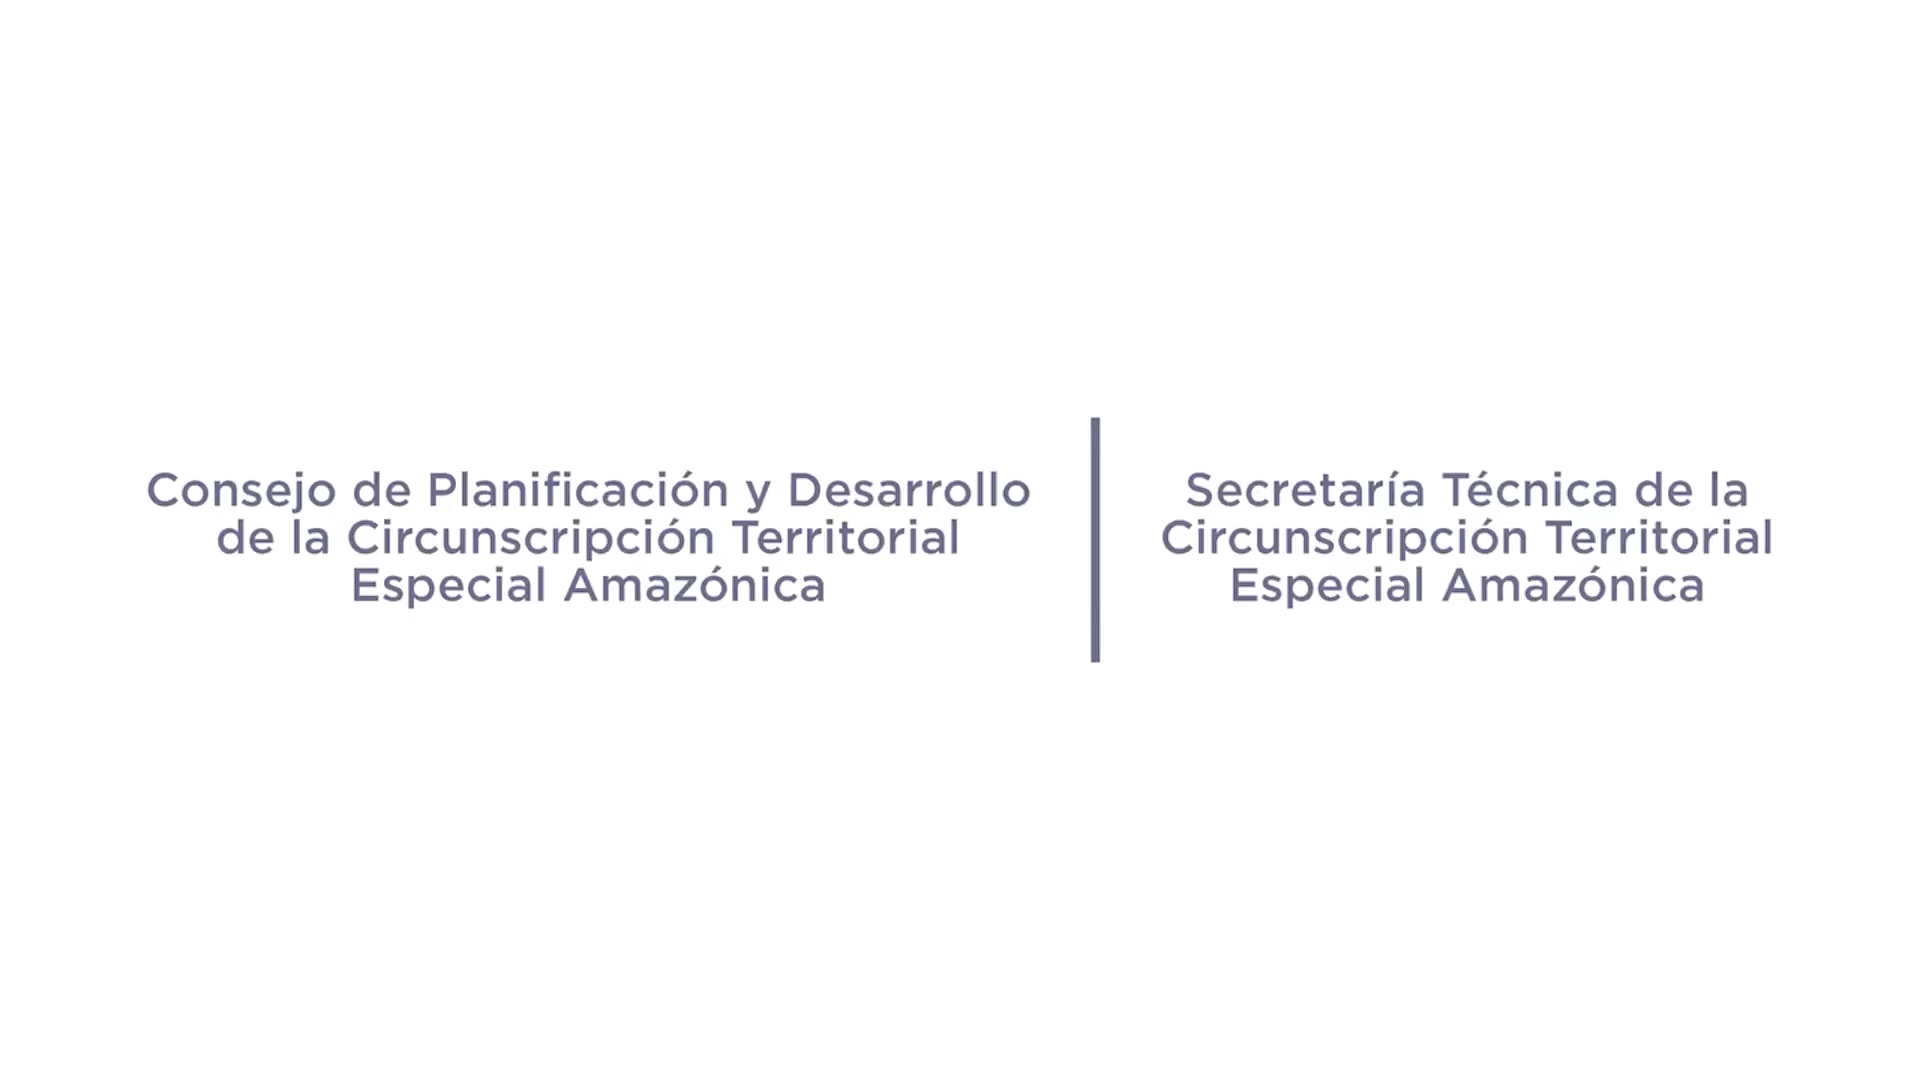 Consejo de Planificación y Desarrollo
de la Circunscripción Territorial
Especial Amazónica
Secretaría Técnica de la
Circunscripción Territorial
Especial Amazónica